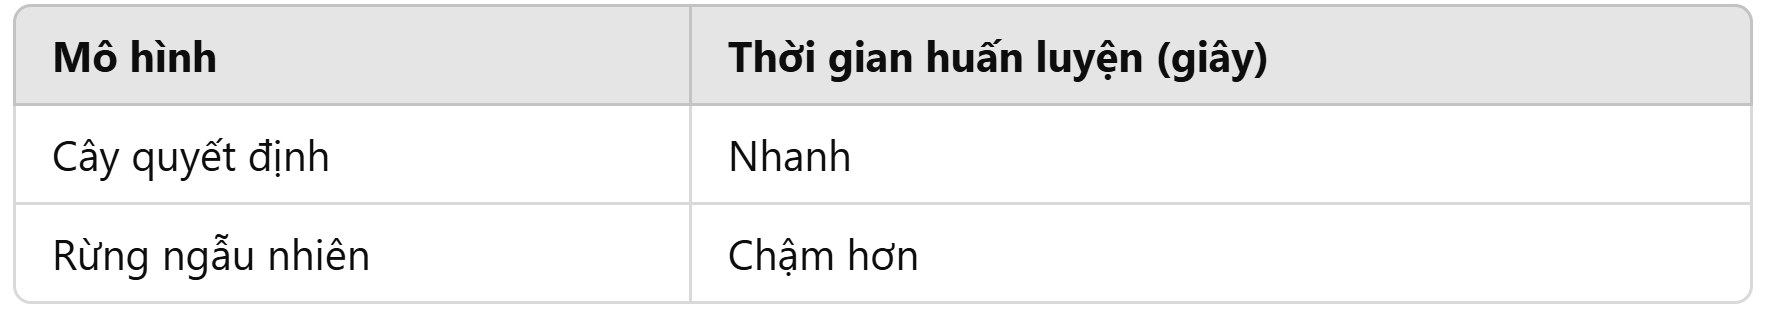 Mô hình Thời gian huấn luyện (giây)
Cây quyết định Nhanh
Rừng ngẫu nhiên Chậm hơn